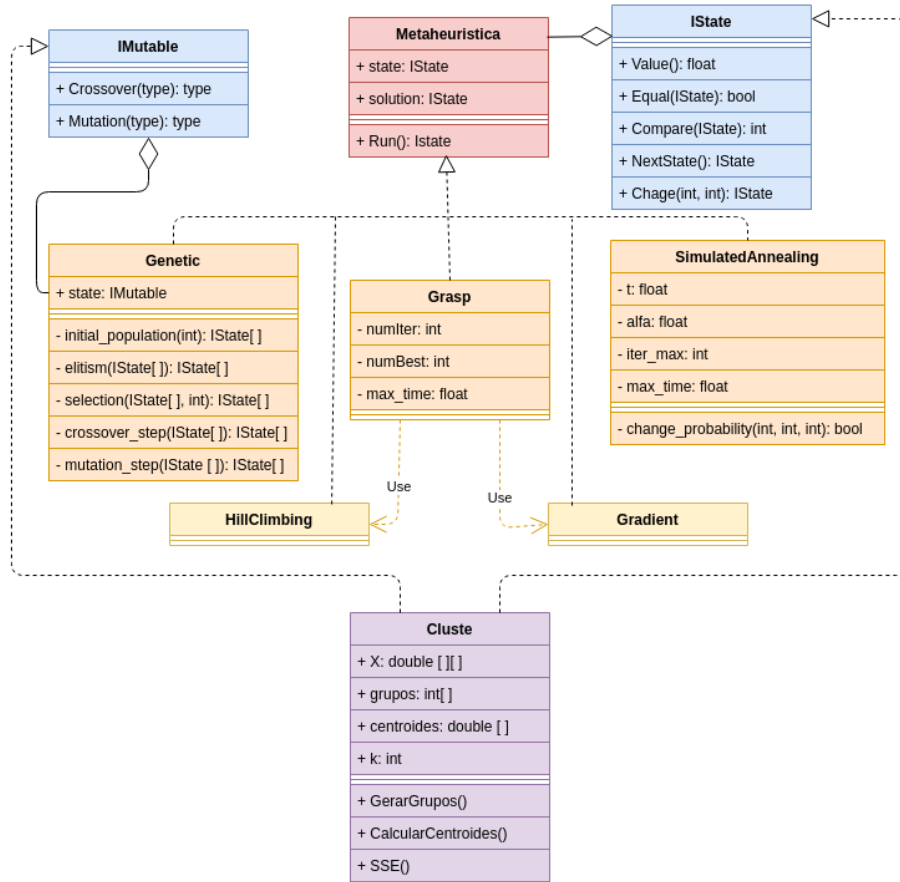 IMutable
+ Crossover(type): type
+ Mutation(type): type
Metaheuristica
+ state: IState
+ solution: IState
+ Run(): Istate
IState
+ Value(): float
+ Equal(IState): bool
+ Compare(IState): int
+ NextState(): IState
+ Chage(int, int): IState
Genetic
+ state: IMutable
- initial_population(int): IState[ ]
- elitism(IState[ ]): IState[ ]
- selection(IState[ ], int): IState[ ]
- crossover_step(IState[ ]): IState[ ]
- mutation_step(IState [ ]): IState[ ]
Grasp
- numIter: int
- numBest: int
- max_time: float
SimulatedAnnealing
- t: float
- alfa: float
- iter_max: int
- max_time: float
- change_probability(int, int, int): bool
Use
Use
HillClimbing
Gradient
Cluste
+ X: double [ ][ ]
+ grupos: int[ ]
+ centroides: double [ ]
+ k: int
+ GerarGrupos()
+ CalcularCentroides()
+ SSE()